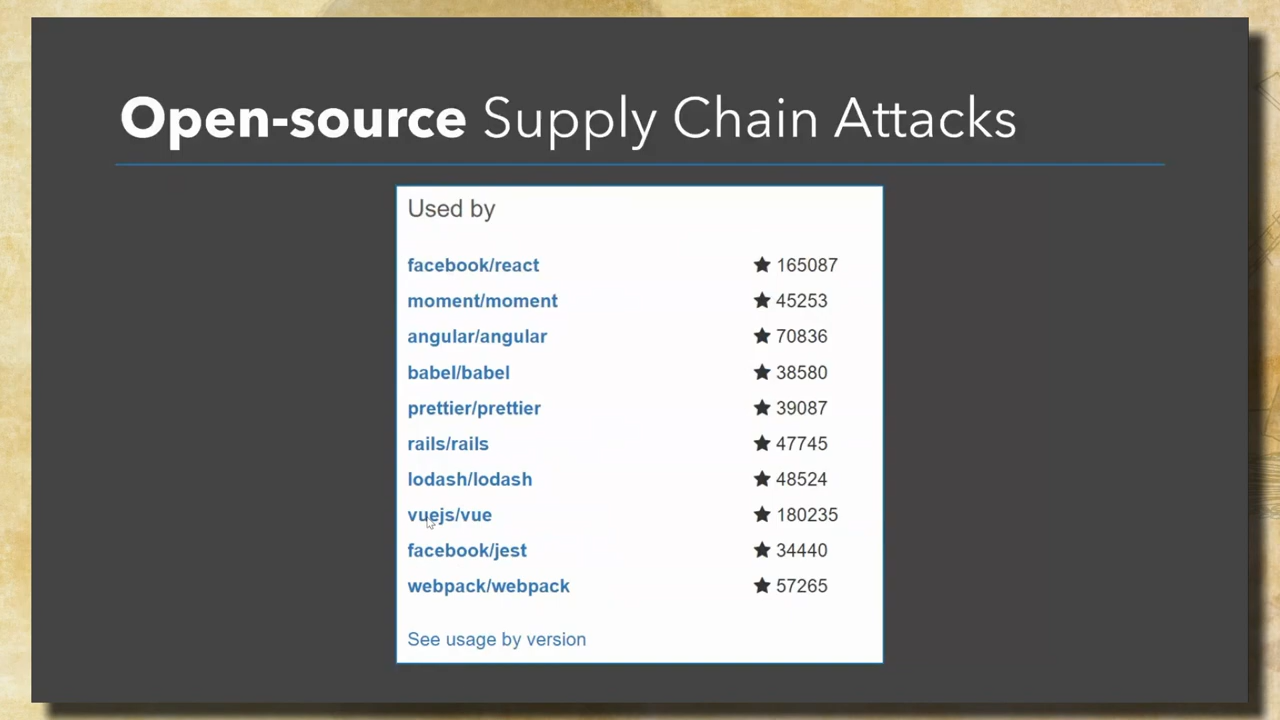 Open-source Supply Chain Attacks
Used by
facebook/react ★ 165087
moment/moment ★ 45253
angular/angular ★ 70836
babel/babel ★ 38580
prettier/prettier ★ 39087
rails/rails ★ 47745
lodash/lodash ★ 48524
vuejs/vue ★ 180235
facebook/jest ★ 34440
webpack/webpack ★ 57265
See usage by version